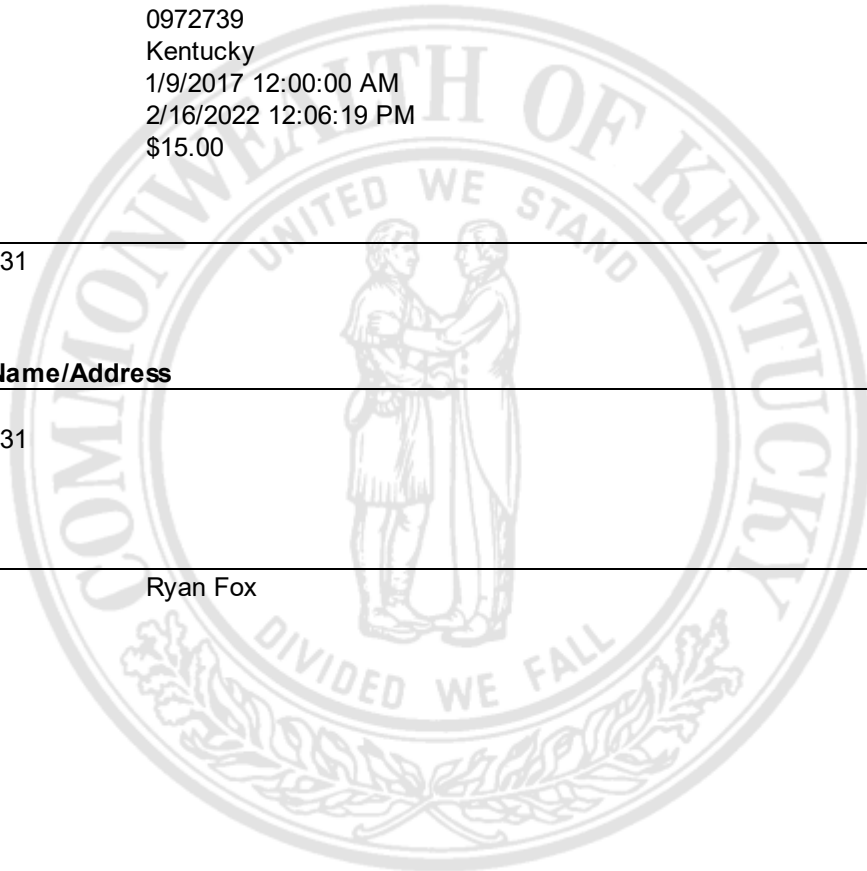 0972739
Kentucky
1/9/2017 12:00:00 AM
2/16/2022 12:06:19 PM
$15.00
COMMONWEALTH OF KENTUCKY
UNITED WE STAND
31
Name/Address
31
Ryan Fox
DIVIDED WE FALL